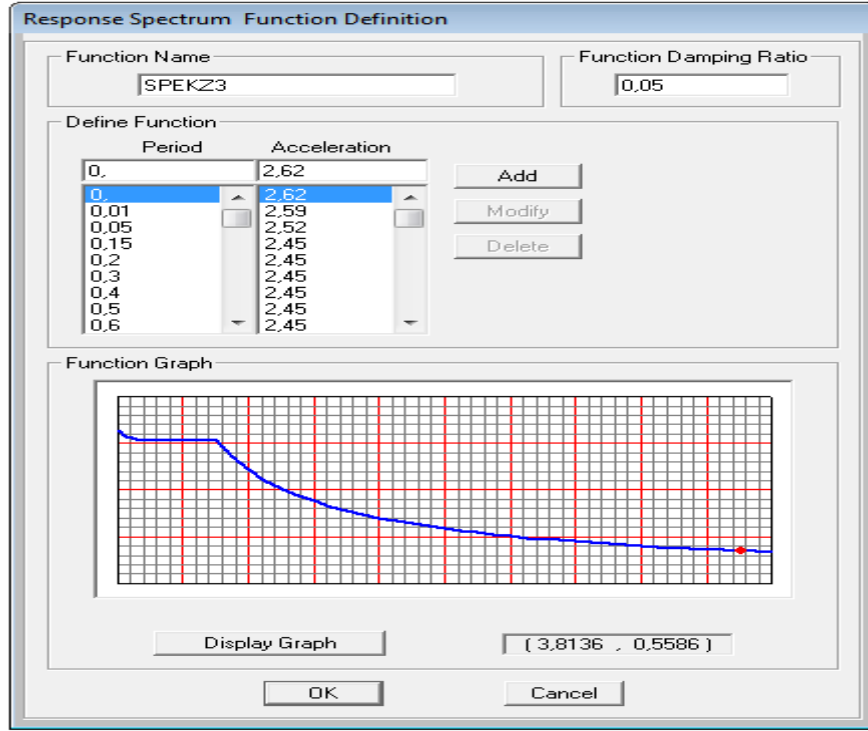 Response Spectrum Function Definition
Function Name
SPEKZ3
Function Damping Ratio
0,05
Define Function
Period Acceleration
0, 2,62
0, 2,62
0,01 2,59
0,05 2,52
0,15 2,45
0,2 2,45
0,3 2,45
0,4 2,45
0,5 2,45
0,6 2,45
Add
Modify
Delete
Function Graph
Display Graph
( 3,8136 , 0,5586 )
OK Cancel